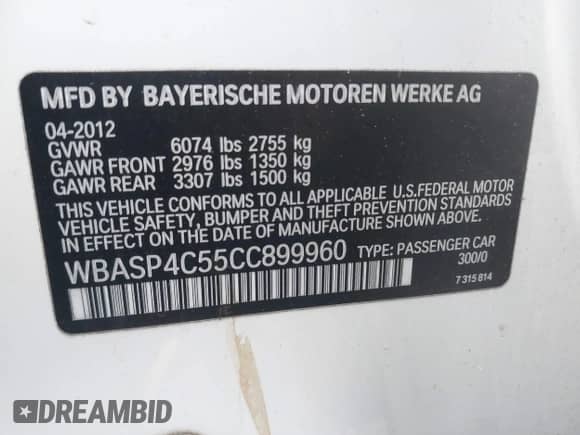 MFD BY BAYERISCHE MOTOREN WERKE AG
04-2012
GVWR 6074 lbs 2755 kg
GAWR FRONT 2976 lbs 1350 kg
GAWR REAR 3307 lbs 1500 kg
THIS VEHICLE CONFORMS TO ALL APPLICABLE U.S.FEDERAL MOTOR
VEHICLE SAFETY, BUMPER AND THEFT PREVENTION STANDARDS
IN EFFECT ON THE DATE OF MANUFACTURE SHOWN ABOVE.
WBASP4C55CC899960 TYPE: PASSENGER CAR
300/0
7 315 814
DREAMBID